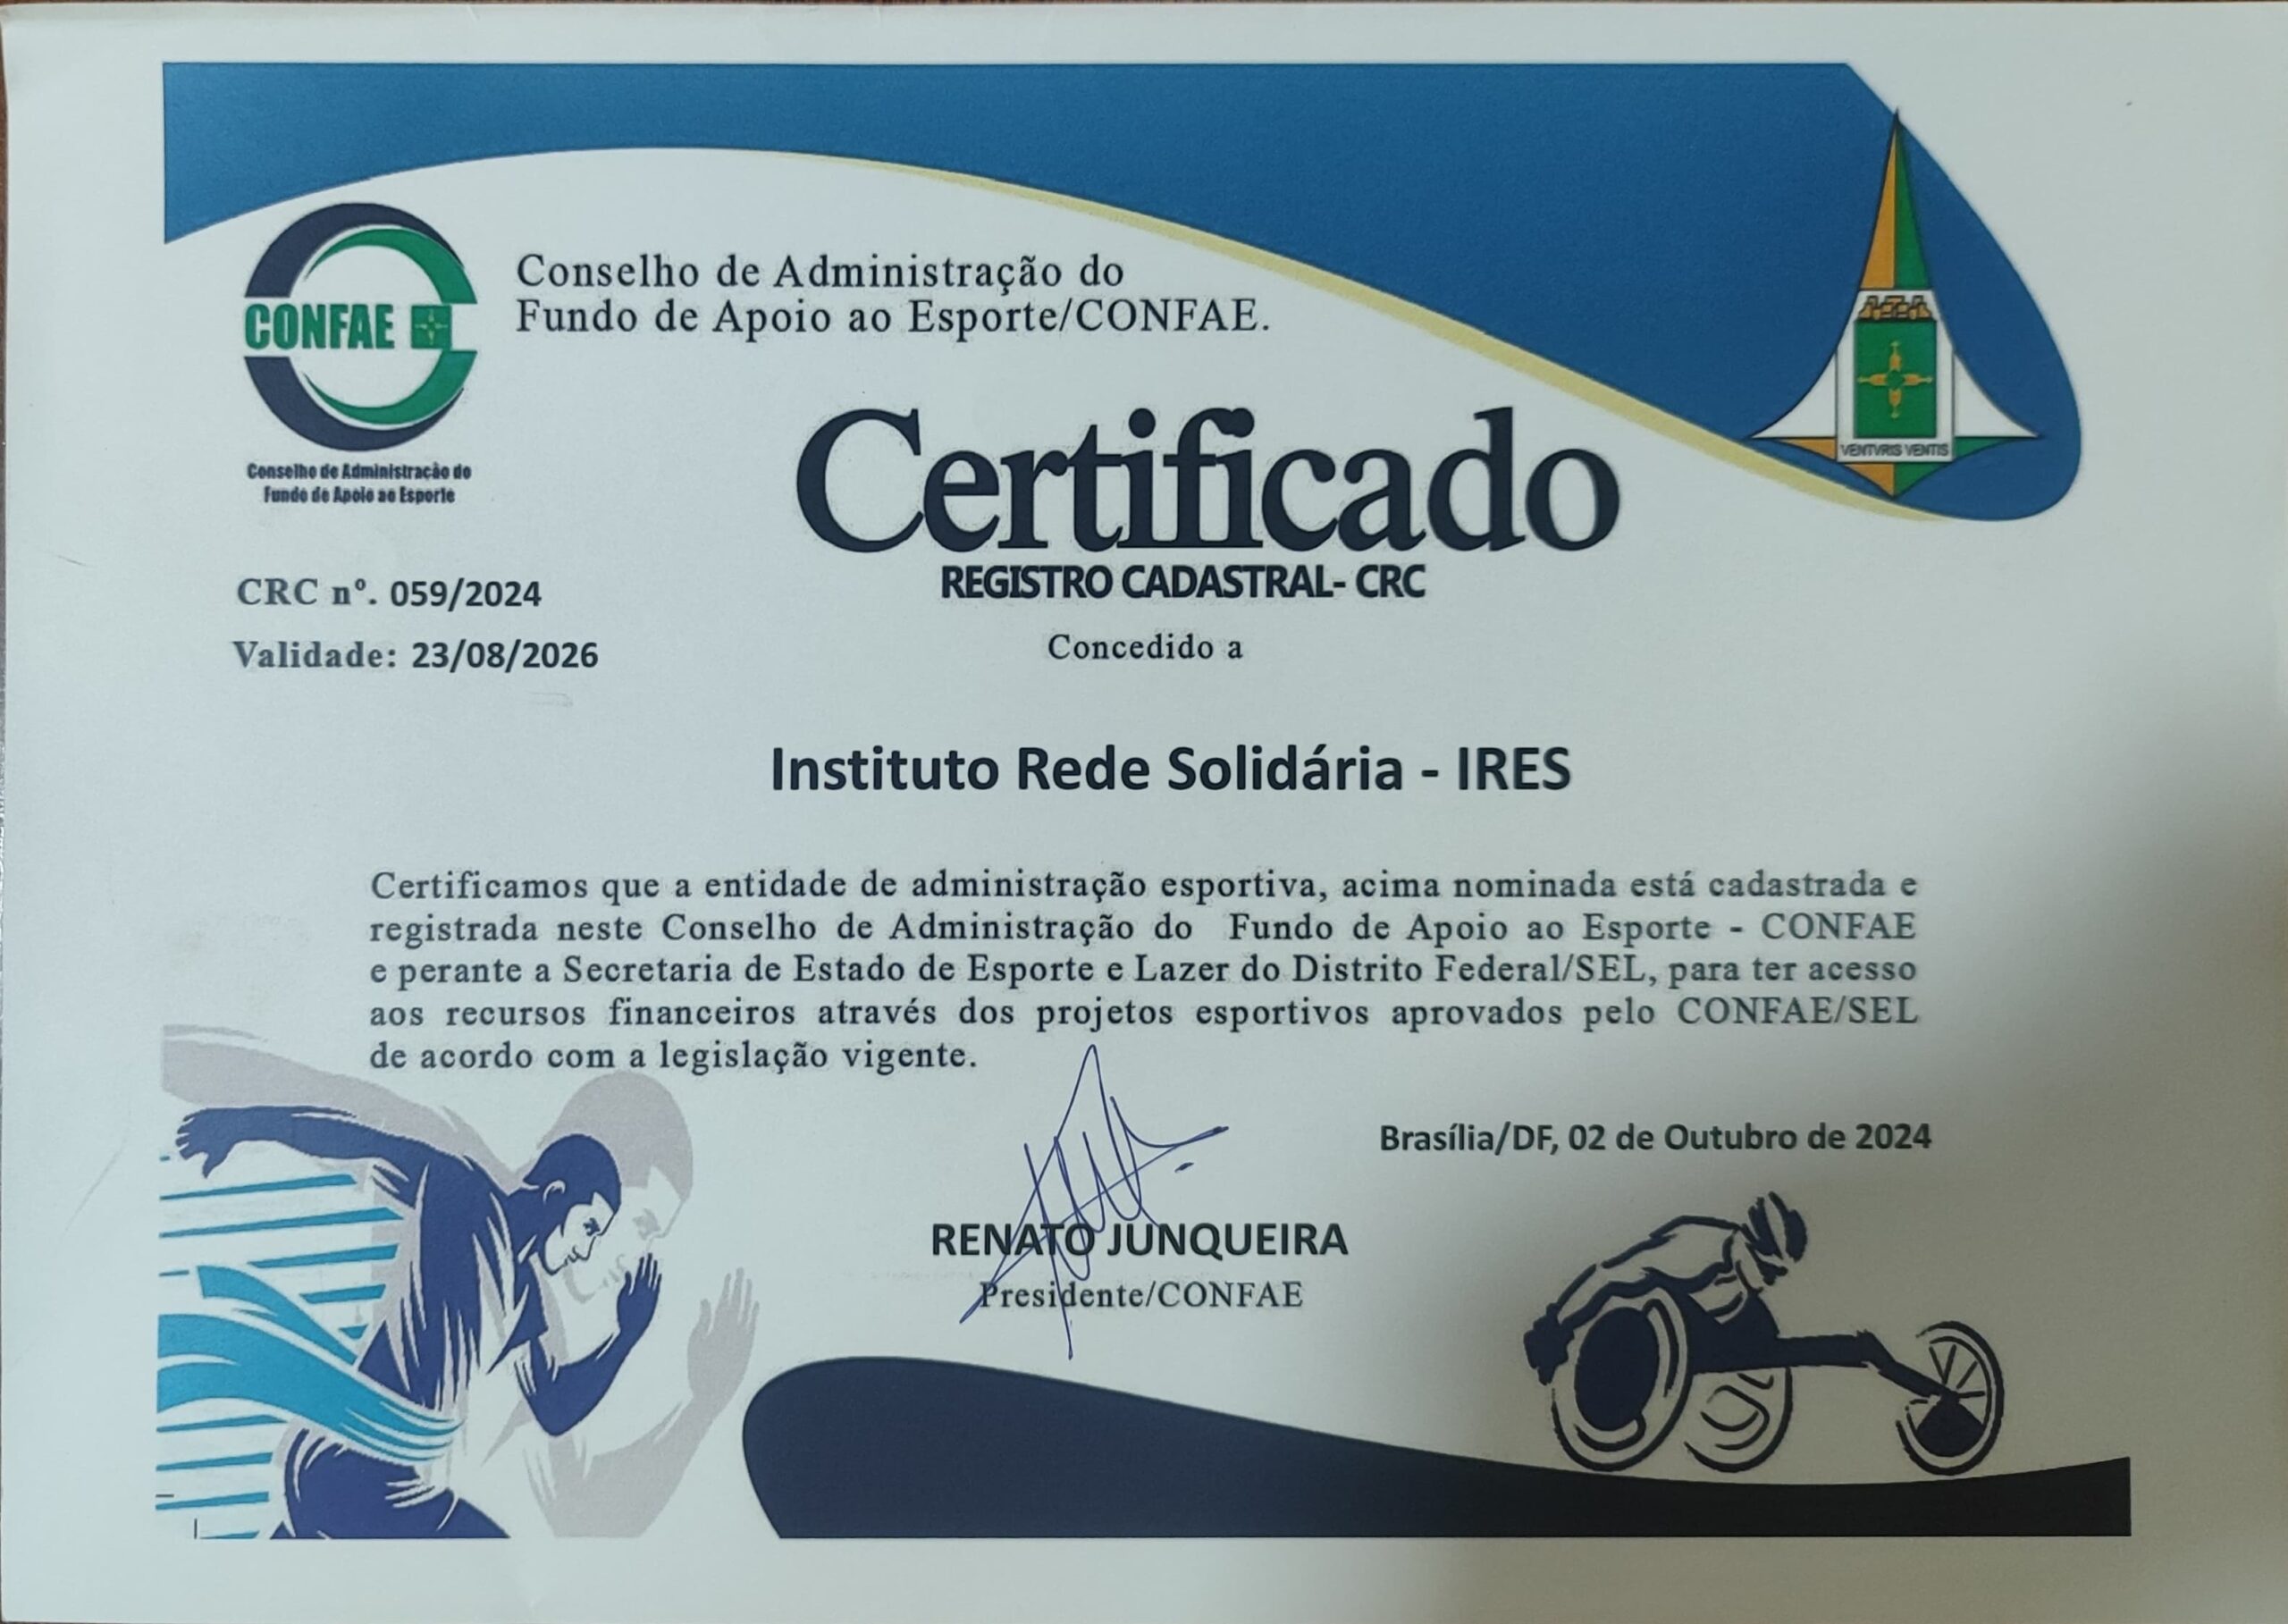 Conselho de Administração do
Fundo de Apoio ao Esporte/CONFAE.
CONFAE
Conselho de Administração do
Fundo de Apoio ao Esporte
VENTVRIS VENTIS
Certificado
REGISTRO CADASTRAL- CRC
CRC nº. 059/2024
Validade: 23/08/2026
Concedido a
Instituto Rede Solidária - IRES
Certificamos que a entidade de administração esportiva, acima nominada está cadastrada e
registrada neste Conselho de Administração do Fundo de Apoio ao Esporte - CONFAE
e perante a Secretaria de Estado de Esporte e Lazer do Distrito Federal/SEL, para ter acesso
aos recursos financeiros através dos projetos esportivos aprovados pelo CONFAE/SEL
de acordo com a legislação vigente.
Brasília/DF, 02 de Outubro de 2024
RENATO JUNQUEIRA
Presidente/CONFAE